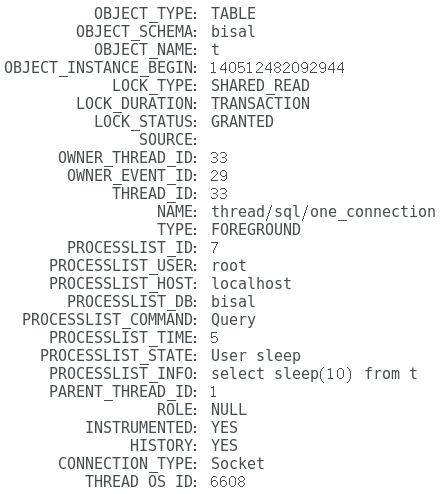 OBJECT_TYPE: TABLE
OBJECT_SCHEMA: bisal
OBJECT_NAME: t
OBJECT_INSTANCE_BEGIN: 140512482092944
LOCK_TYPE: SHARED_READ
LOCK_DURATION: TRANSACTION
LOCK_STATUS: GRANTED
SOURCE:
OWNER_THREAD_ID: 33
OWNER_EVENT_ID: 29
THREAD_ID: 33
NAME: thread/sql/one_connection
TYPE: FOREGROUND
PROCESSLIST_ID: 7
PROCESSLIST_USER: root
PROCESSLIST_HOST: localhost
PROCESSLIST_DB: bisal
PROCESSLIST_COMMAND: Query
PROCESSLIST_TIME: 5
PROCESSLIST_STATE: User sleep
PROCESSLIST_INFO: select sleep(10) from t
PARENT_THREAD_ID: 1
ROLE: NULL
INSTRUMENTED: YES
HISTORY: YES
CONNECTION_TYPE: Socket
THREAD_OS_ID: 6608